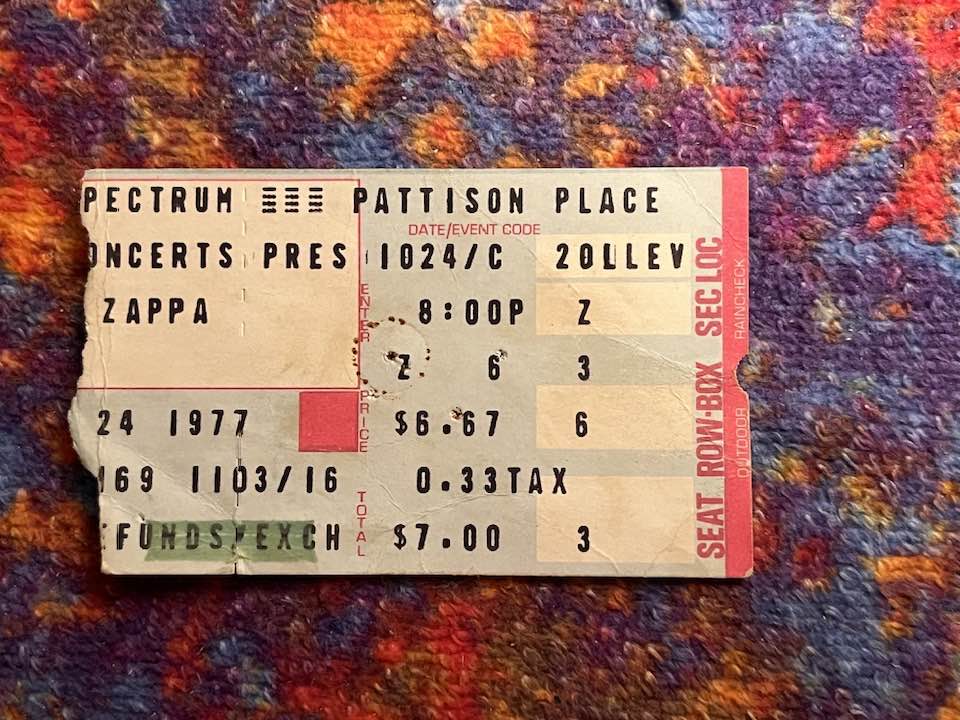 PECTRUM PATTISON PLACE
DATE/EVENT CODE
ONCERTS PRES 1024/C 20LLEV
ZAPPA 8:00P Z
ENTER
Z 6 3
PRICE
24 1977 $6.67 6
169 1103/16 0.33TAX
TOTAL
FUNDS/EXCH $7.00 3
SEAT ROW-BOX SEC LOC
OUTDOOR RAINCHECK